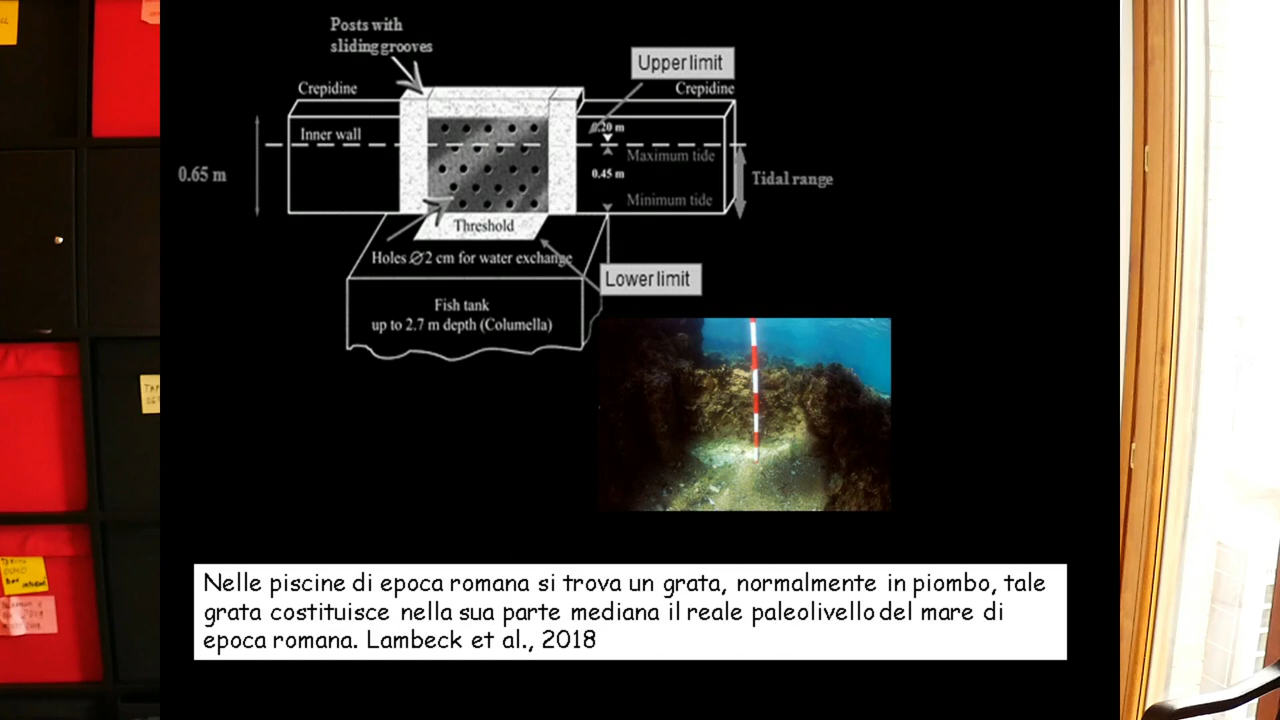 Posts with
sliding grooves
Upper limit
Crepidine
Crepidine
Inner wall
0.20 m
Maximum tide
0.65 m
0.45 m
Tidal range
Minimum tide
Threshold
Holes Ø 2 cm for water exchange
Lower limit
Fish tank
up to 2.7 m depth (Columella)
Nelle piscine di epoca romana si trova un grata, normalmente in piombo, tale
grata costituisce nella sua parte mediana il reale paleolivello del mare di
epoca romana. Lambeck et al., 2018